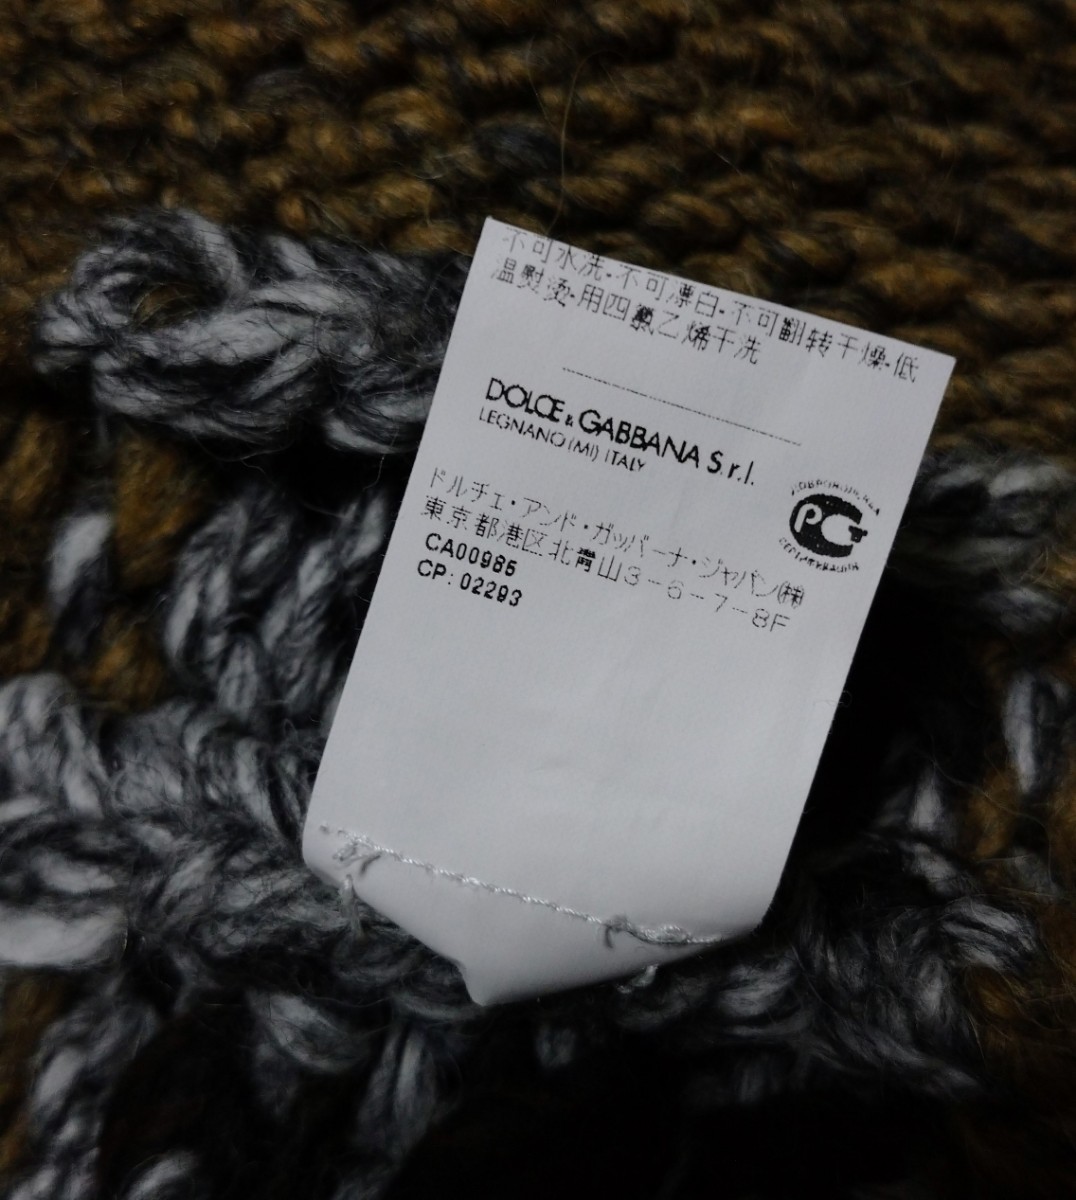 不可水洗·不可漂白·不可翻转干燥·低
温熨烫·用四氯乙烯干洗
DOLCE & GABBANA S.r.l.
LEGNANO (MI) ITALY
PCT
ドルチェ・アンド・ガッバーナ・ジャパン㈱
東京都港区北青山3-6-7-8F
CA00985
CP: 02293